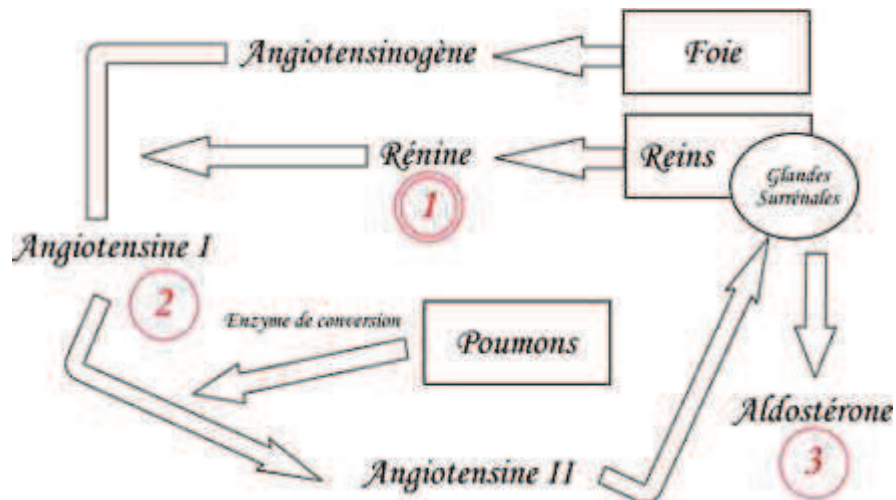 Angiotensinogène
Foie
Rénine
Reins
Glandes
Surrénales
1
Angiotensine I
2
Enzyme de conversion
Poumons
Aldostérone
3
Angiotensine II